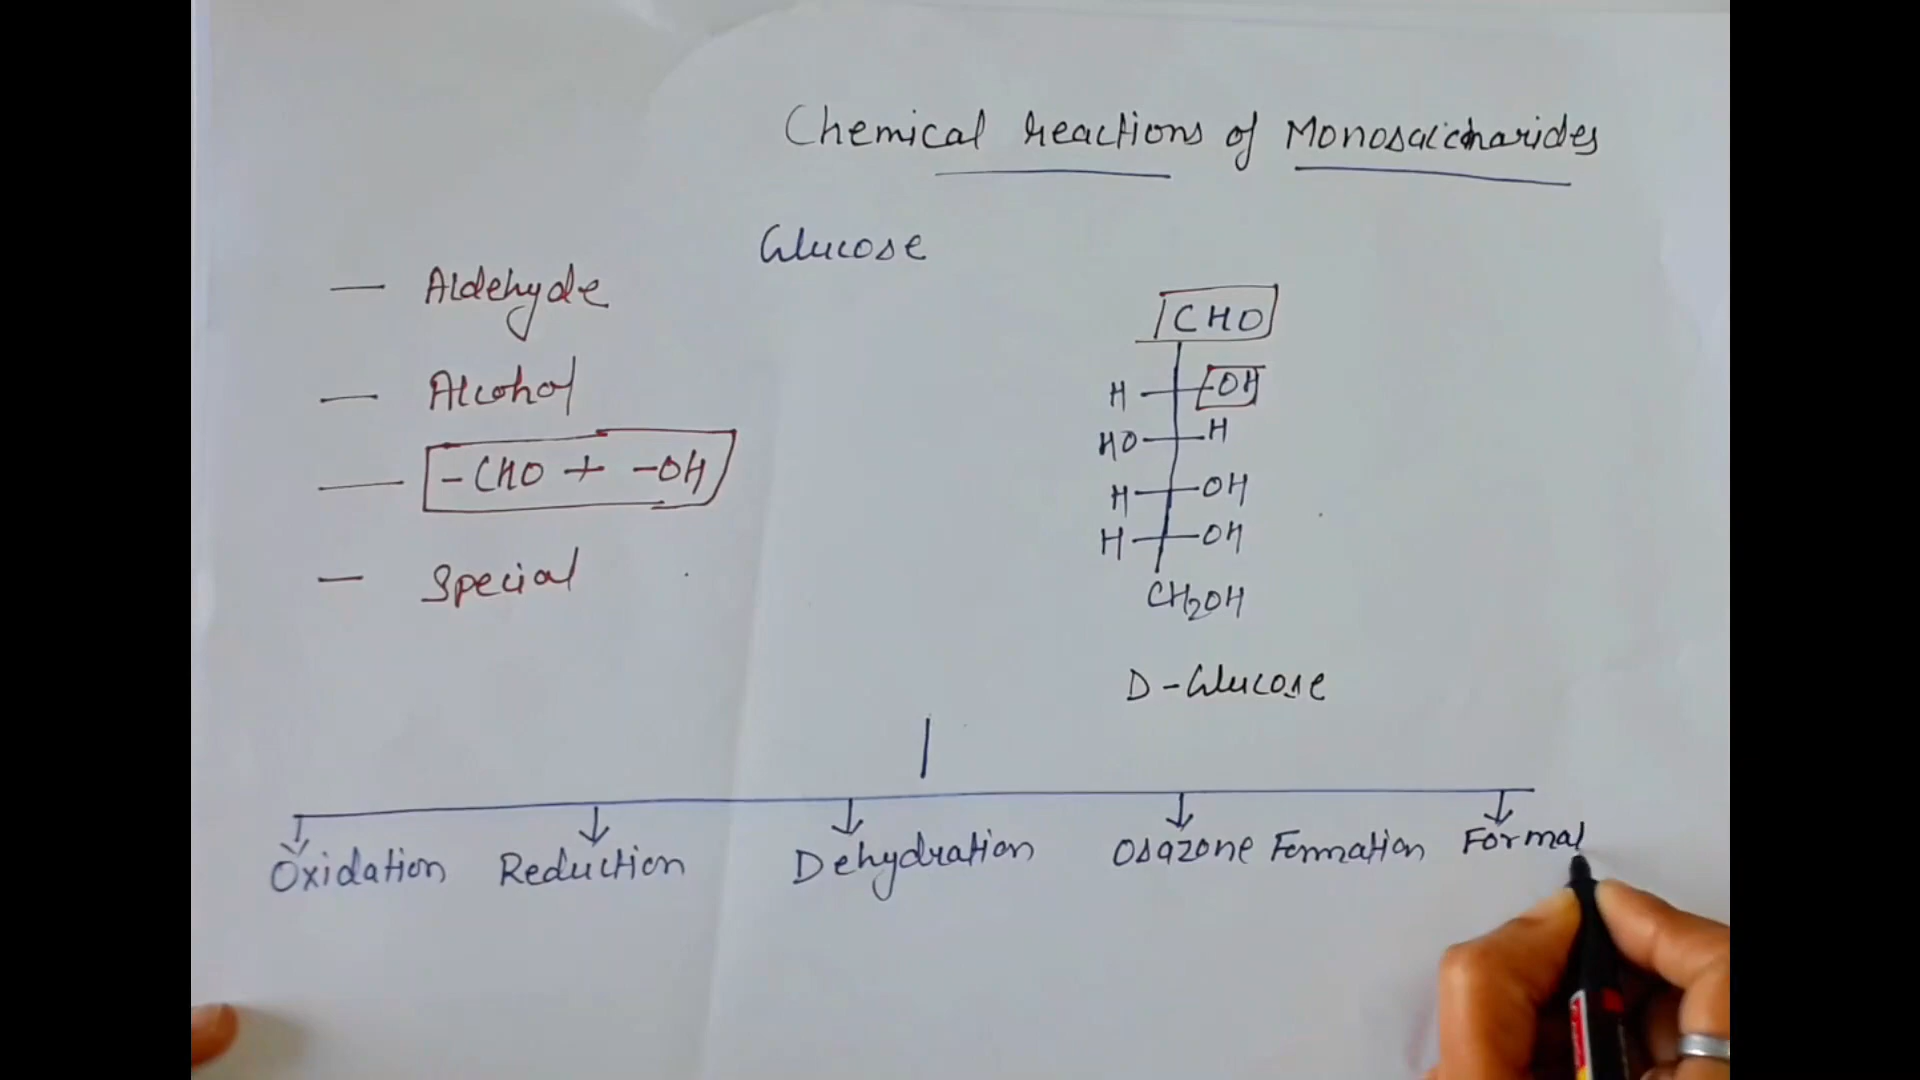 Chemical reactions of Monosaccharides
Glucose
— Aldehyde
— Alcohol
— -CHO + -OH
— Special
CHO
H -OH
HO H
H OH
H OH
CH2OH
D-Glucose
Oxidation Reduction Dehydration Osazone Formation Formal